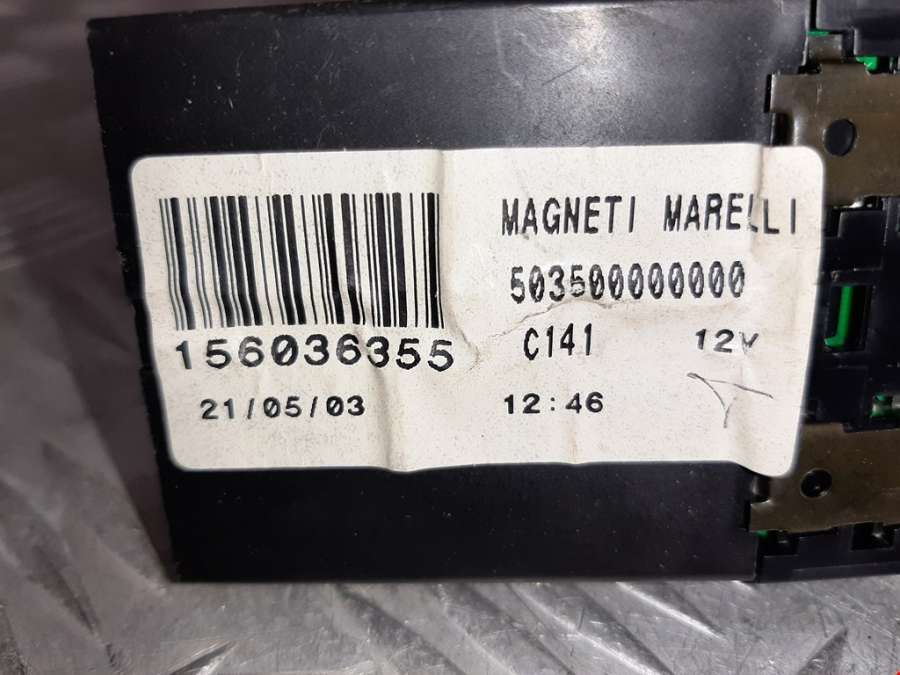 MAGNETI MARELLI
503500000000
156036355
C141 12V
21/05/03 12:46